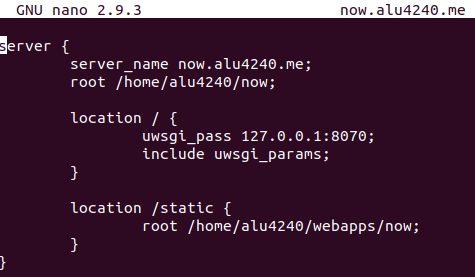 GNU nano 2.9.3 now.alu4240.me
server {
server_name now.alu4240.me;
root /home/alu4240/now;
location / {
uwsgi_pass 127.0.0.1:8070;
include uwsgi_params;
}
location /static {
root /home/alu4240/webapps/now;
}
}